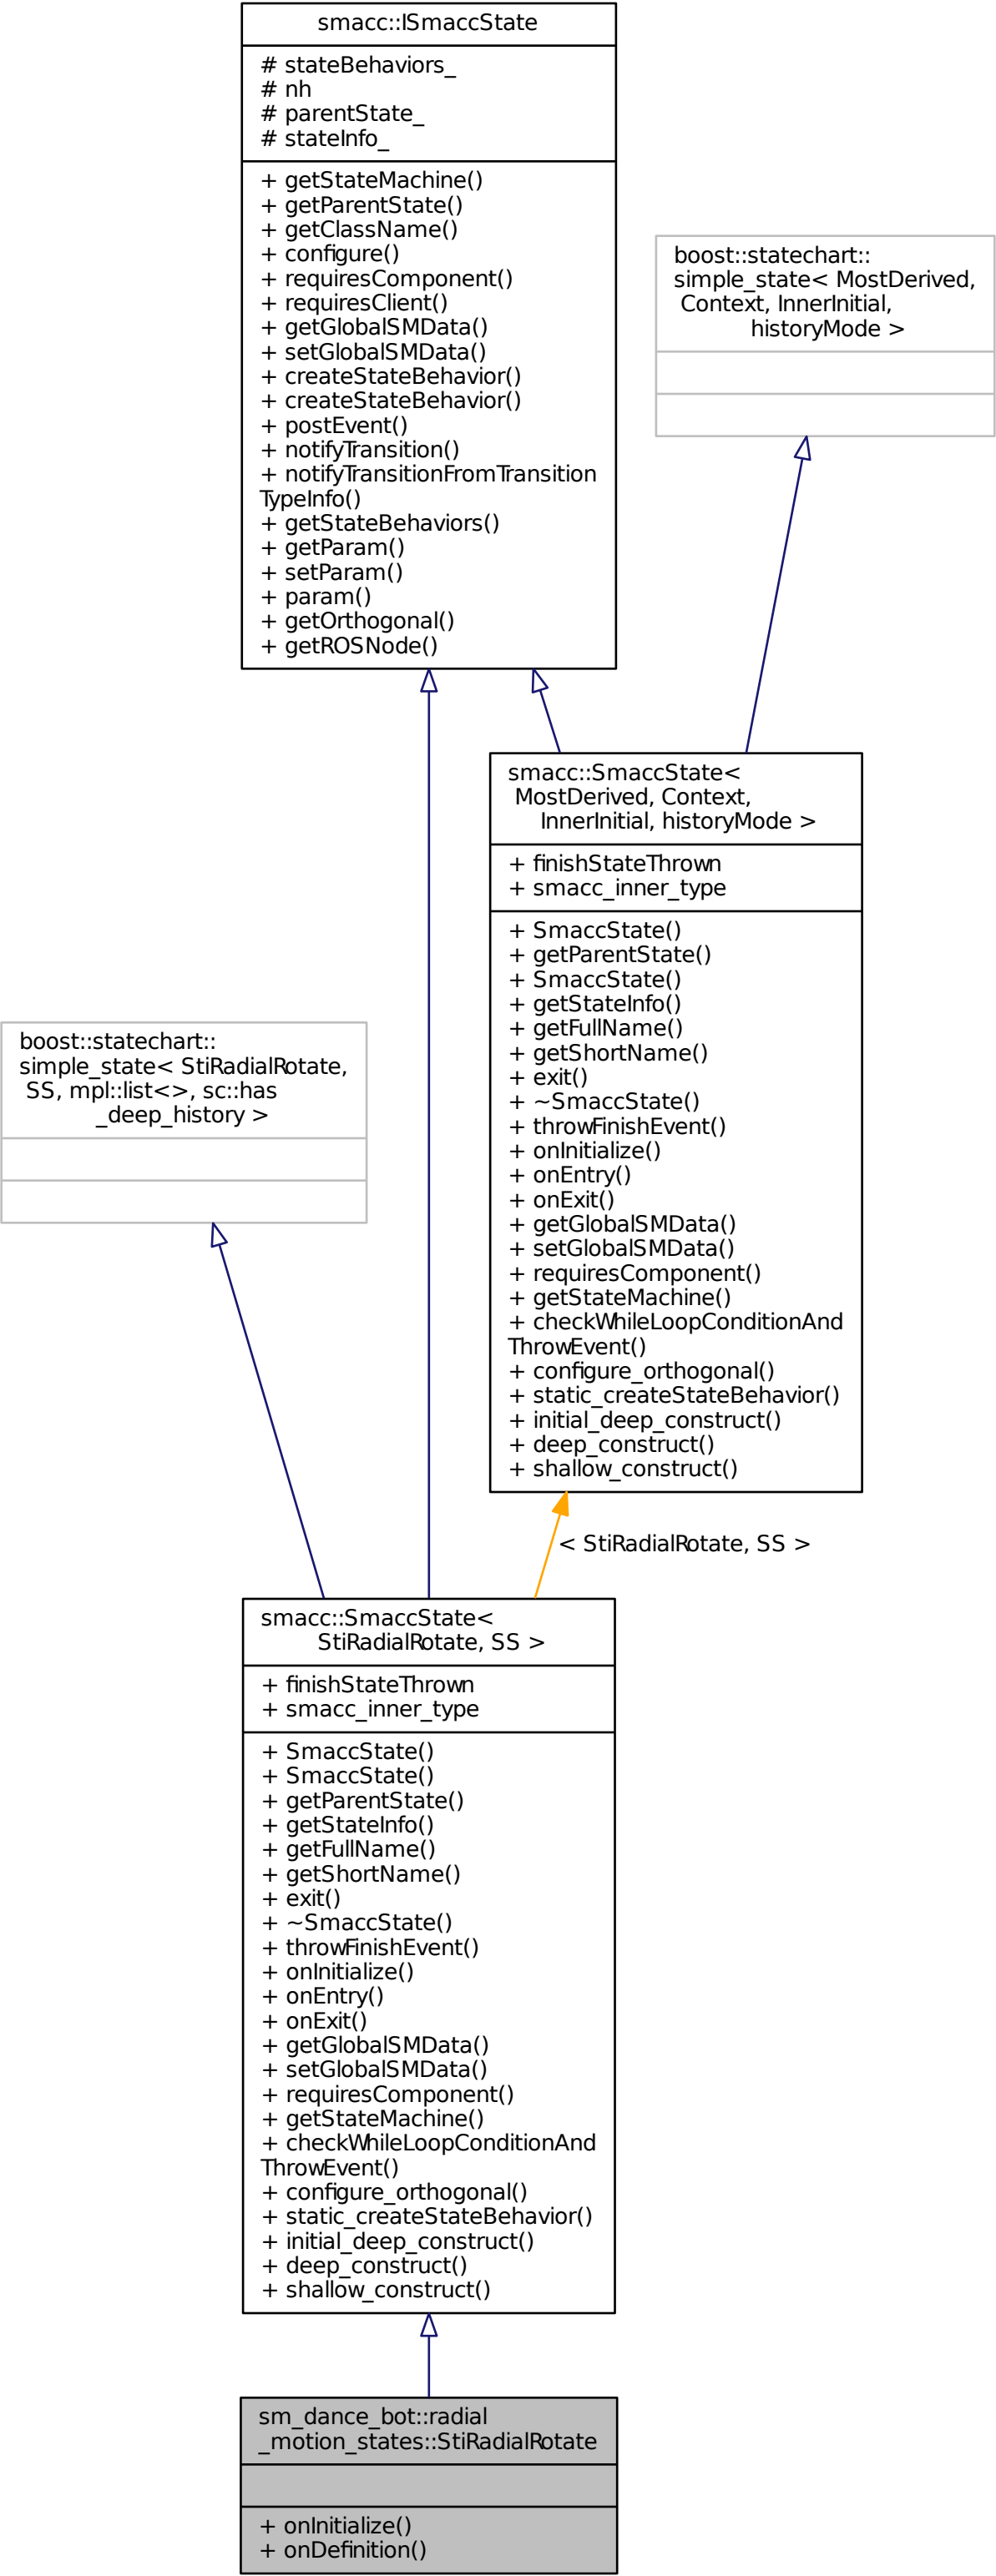 smacc::ISmaccState
# stateBehaviors_
# nh
# parentState_
# stateInfo_
+ getStateMachine()
+ getParentState()
+ getClassName()
+ configure()
+ requiresComponent()
+ requiresClient()
+ getGlobalSMData()
+ setGlobalSMData()
+ createStateBehavior()
+ createStateBehavior()
+ postEvent()
+ notifyTransition()
+ notifyTransitionFromTransition
TypeInfo()
+ getStateBehaviors()
+ getParam()
+ setParam()
+ param()
+ getOrthogonal()
+ getROSNode()
boost::statechart::
simple_state< MostDerived,
Context, InnerInitial,
historyMode >
smacc::SmaccState<
MostDerived, Context,
InnerInitial, historyMode >
+ finishStateThrown
+ smacc_inner_type
+ SmaccState()
+ getParentState()
+ SmaccState()
+ getStateInfo()
+ getFullName()
+ getShortName()
+ exit()
+ ~SmaccState()
+ throwFinishEvent()
+ onInitialize()
+ onEntry()
+ onExit()
+ getGlobalSMData()
+ setGlobalSMData()
+ requiresComponent()
+ getStateMachine()
+ checkWhileLoopConditionAnd
ThrowEvent()
+ configure_orthogonal()
+ static_createStateBehavior()
+ initial_deep_construct()
+ deep_construct()
+ shallow_construct()
boost::statechart::
simple_state< StiRadialRotate,
SS, mpl::list<>, sc::has
_deep_history >
< StiRadialRotate, SS >
smacc::SmaccState<
StiRadialRotate, SS >
+ finishStateThrown
+ smacc_inner_type
+ SmaccState()
+ SmaccState()
+ getParentState()
+ getStateInfo()
+ getFullName()
+ getShortName()
+ exit()
+ ~SmaccState()
+ throwFinishEvent()
+ onInitialize()
+ onEntry()
+ onExit()
+ getGlobalSMData()
+ setGlobalSMData()
+ requiresComponent()
+ getStateMachine()
+ checkWhileLoopConditionAnd
ThrowEvent()
+ configure_orthogonal()
+ static_createStateBehavior()
+ initial_deep_construct()
+ deep_construct()
+ shallow_construct()
sm_dance_bot::radial
_motion_states::StiRadialRotate
+ onInitialize()
+ onDefinition()